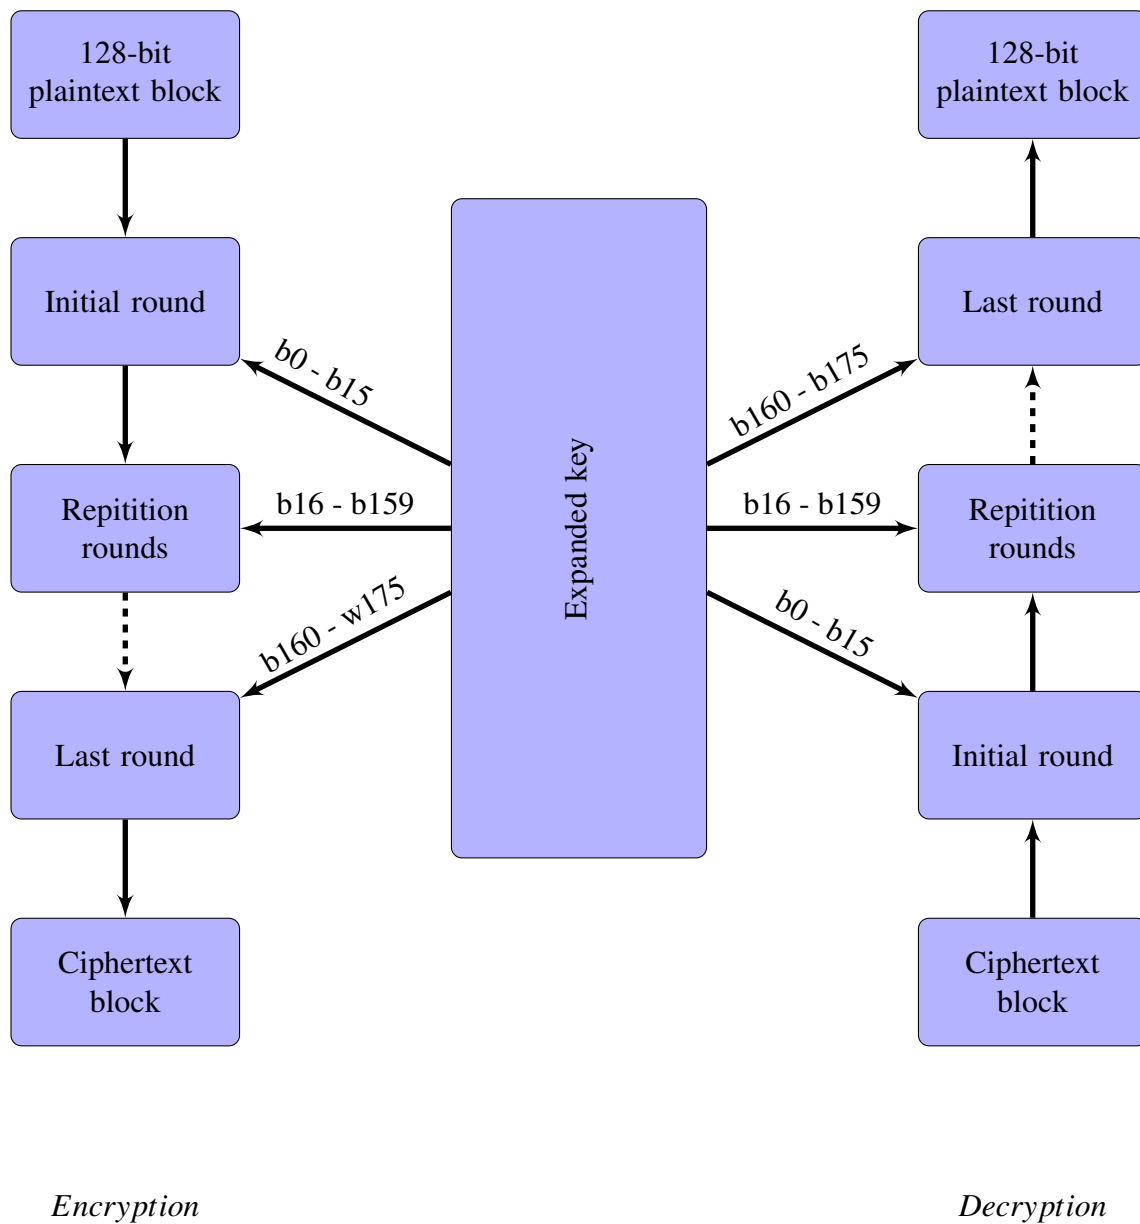 128-bit
plaintext block
Initial round
b0 - b15
Repitition
rounds
b16 - b159
b160 - w175
Last round
Ciphertext
block
Encryption
Expanded key
128-bit
plaintext block
Last round
b160 - b175
Repitition
rounds
b16 - b159
b0 - b15
Initial round
Ciphertext
block
Decryption